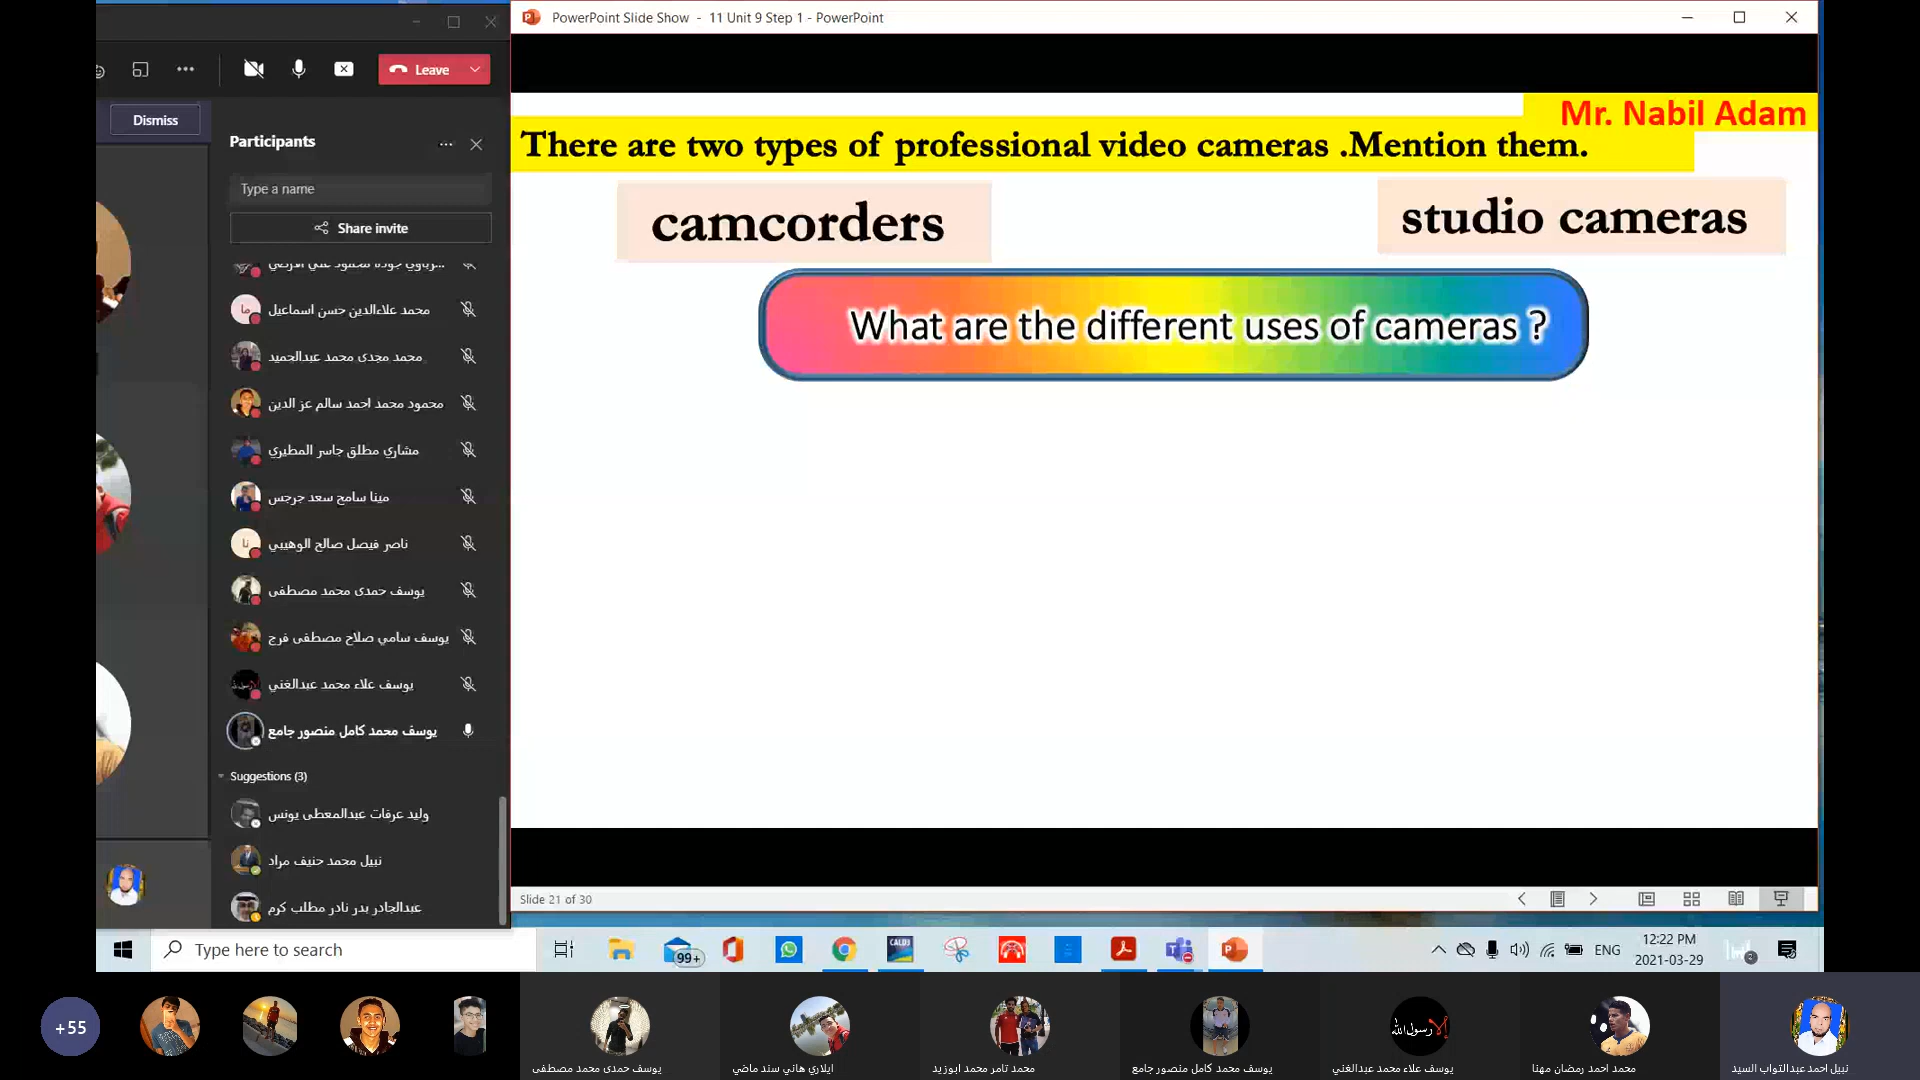 PowerPoint Slide Show - 11 Unit 9 Step 1 - PowerPoint
Leave
Dismiss
Participants
Type a name
Share invite
محمد علاءالدين حسن اسماعيل
محمد مجدى محمد عبدالحميد
محمود محمد احمد سالم عز الدين
مشاري مطلق جاسر المطيري
مينا سامح سعد جرجس
ناصر فيصل صالح الوهيبي
يوسف حمدى محمد مصطفى
يوسف سامي صلاح مصطفى فرج
يوسف علاء محمد عبدالغني
يوسف محمد كامل منصور جامع
Suggestions (3)
وليد عرفات عبدالمعطى يونس
نبيل محمد حنيف مراد
عبدالجادر بدر نادر مطلب كرم
Mr. Nabil Adam
There are two types of professional video cameras .Mention them.
camcorders
studio cameras
What are the different uses of cameras ?
Slide 21 of 30
Type here to search
99+
ENG
12:22 PM
2021-03-29
+55
يوسف حمدى محمد مصطفى
ايلاري هاني سند ماضي
محمد تامر محمد ابوزيد
يوسف محمد كامل منصور جامع
يوسف علاء محمد عبدالغني
محمد احمد رمضان مهنا
نبيل احمد عبدالتواب السيد